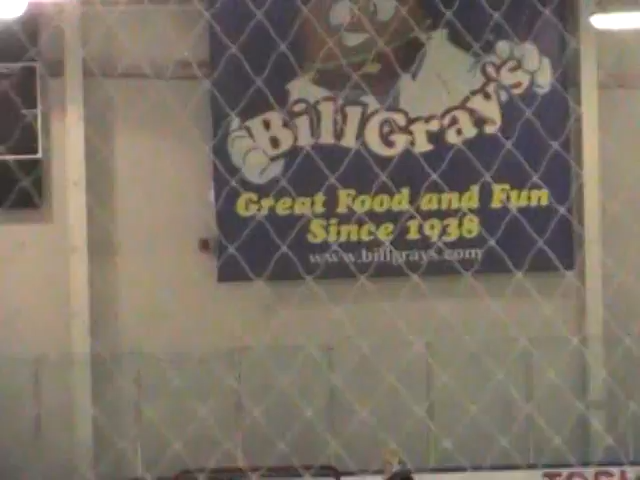 Bill Gray's
Great Food and Fun
Since 1938
www.billgrays.com